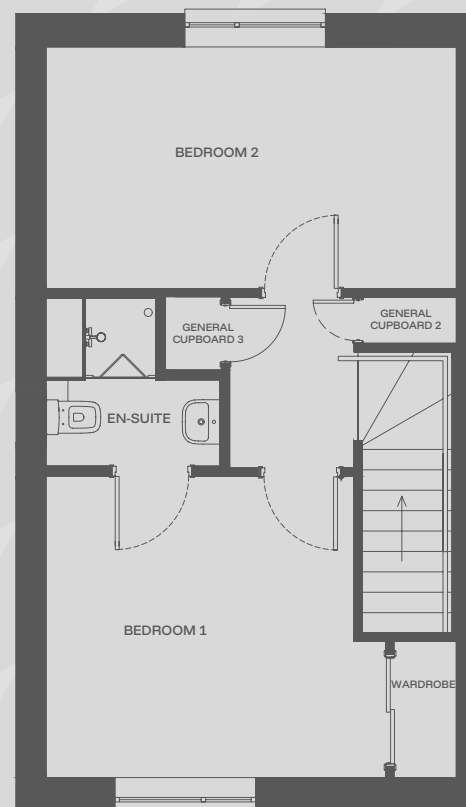 BEDROOM 2
GENERAL
CUPBOARD 3
GENERAL
CUPBOARD 2
EN-SUITE
BEDROOM 1
WARDROBE